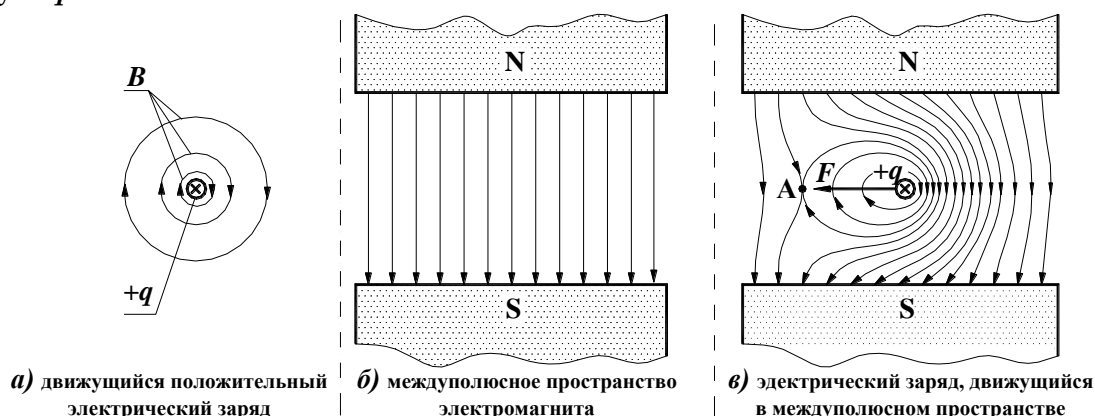 B
+q
а) движущийся положительный
электрический заряд
N
S
б) междуполюсное пространство
электромагнита
N
A
F
+q
S
в) эдектрический заряд, движущийся
в междуполюсном пространстве